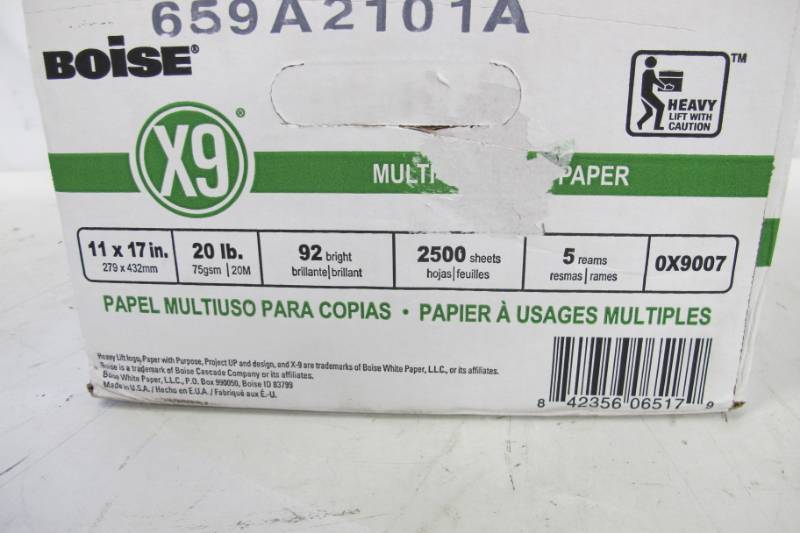 659A2101A
BOiSE®
TM
HEAVY
LIFT WITH
CAUTION
X9®
MULTI PAPER
11 x 17 in. 20 lb. 92 bright 2500 sheets 5 reams 0X9007
279 x 432mm 75gsm | 20M brillante | brillant hojas | feuilles resmas | rames
PAPEL MULTIUSO PARA COPIAS • PAPIER À USAGES MULTIPLES
Heavy Lift logo, Paper with Purpose, Project UP and design, and X-9 are trademarks of Boise White Paper, L.L.C., or its affiliates.
Boise is a trademark of Boise Cascade Company or its affiliates.
Boise White Paper, L.L.C., P.O. Box 990050, Boise ID 83799
Made in U.S.A. / Hecho en E.U.A. / Fabriqué aux É.-U.
8 42356 06517 9